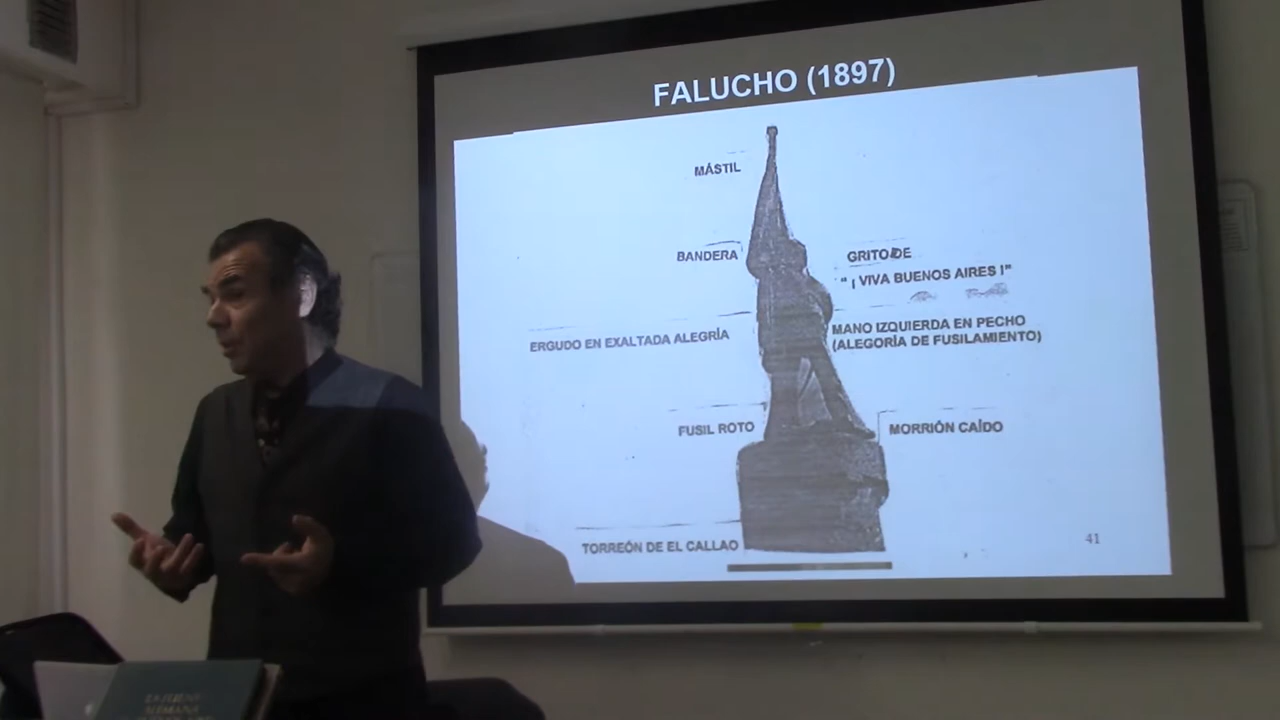 FALUCHO (1897)
MÁSTIL
BANDERA
GRITO DE
“ ¡ VIVA BUENOS AIRES !”
ERGUDO EN EXALTADA ALEGRÍA
MANO IZQUIERDA EN PECHO
(ALEGORÍA DE FUSILAMIENTO)
FUSIL ROTO
MORRIÓN CAÍDO
TORREÓN DE EL CALLAO
41
ALEMANA